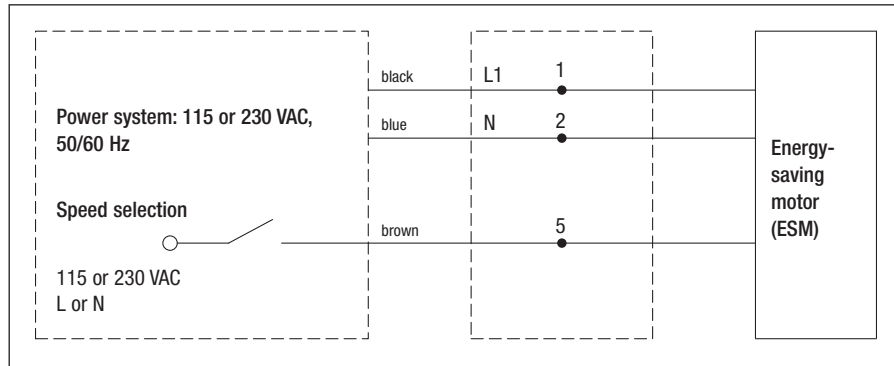 black
L1
1
Power system: 115 or 230 VAC,
50/60 Hz
blue
N
2
Energy-
saving
motor
(ESM)
Speed selection
brown
5
115 or 230 VAC
L or N